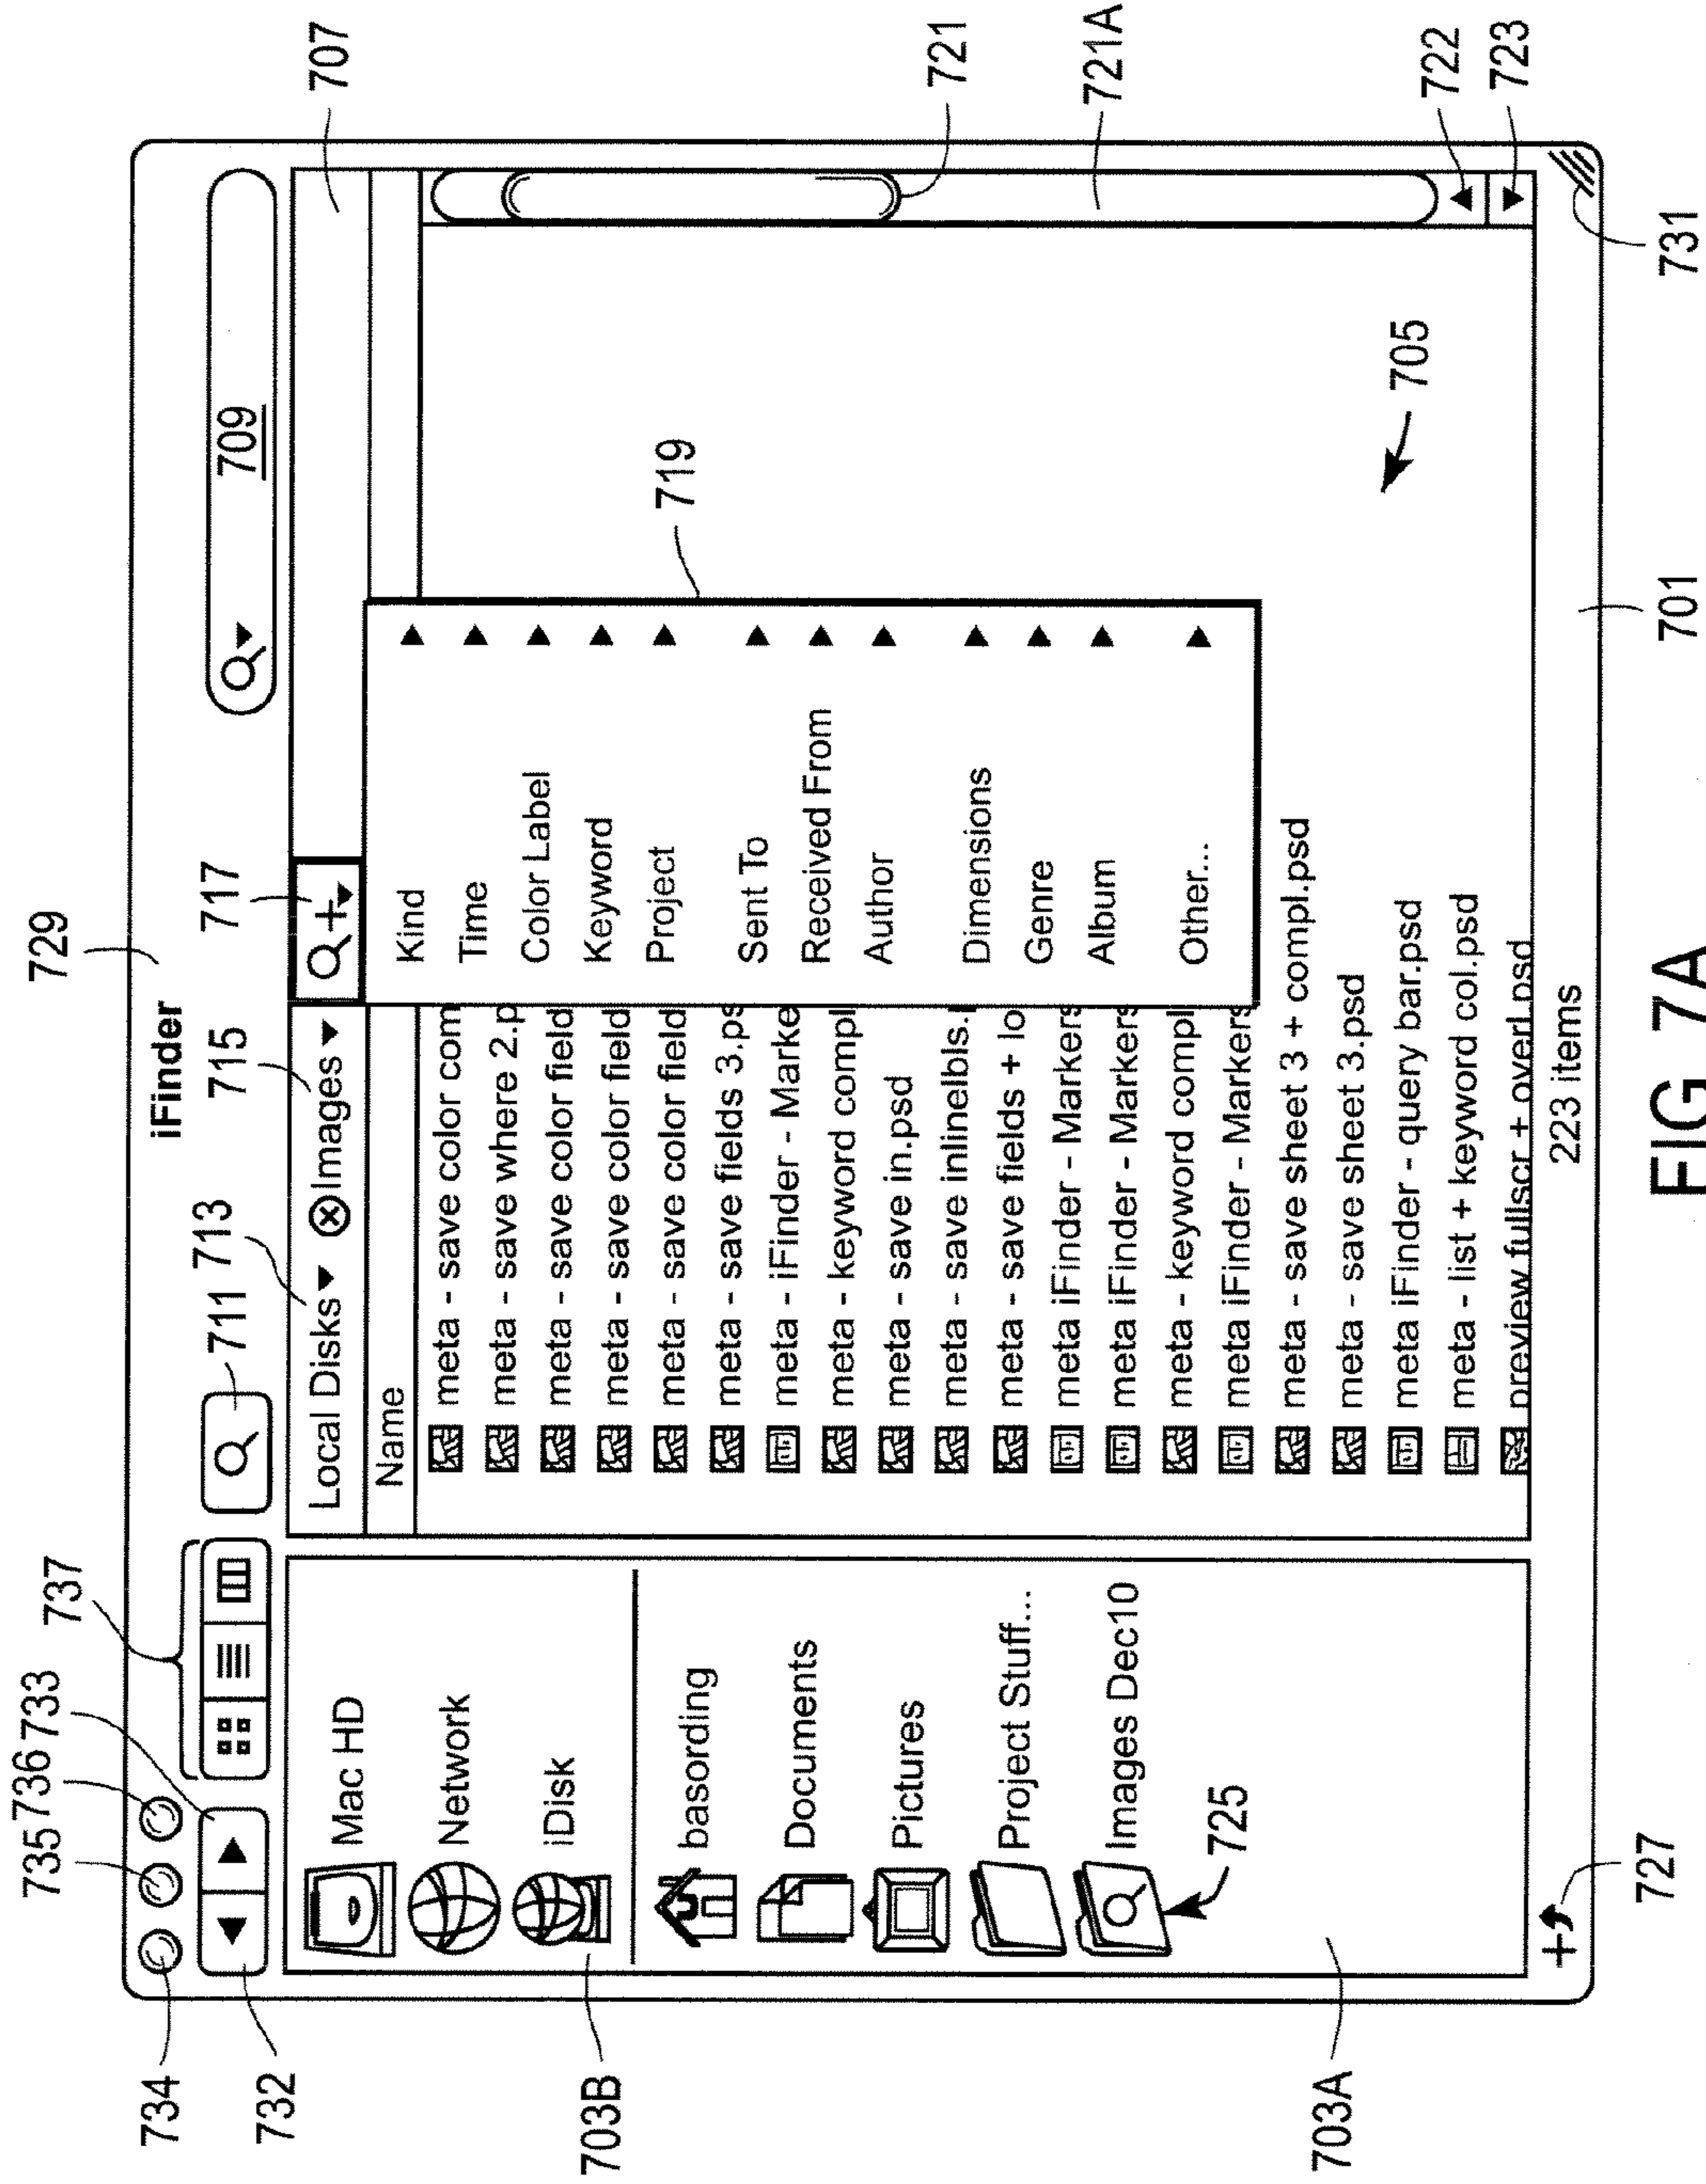 729
iFinder
734
735
736
733
737
711
713
715
717
709
707
732
Local Disks
Images
Name
Mac HD
Network
iDisk
basording
Documents
Pictures
Project Stuff...
Images Dec10
725
703B
703A
meta - save color com
meta - save where 2.p
meta - save color field
meta - save color field
meta - save color field
meta - save fields 3.ps
meta - iFinder - Marke
meta - keyword compl
meta - save in.psd
meta - save inlinelbls.
meta - save fields + lo
meta iFinder - Markers
meta iFinder - Markers
meta - keyword compl
meta iFinder - Markers
meta - save sheet 3 + compl.psd
meta - save sheet 3.psd
meta iFinder - query bar.psd
meta - list + keyword col.psd
preview fullscr + overl.psd
Kind
Time
Color Label
Keyword
Project
Sent To
Received From
Author
Dimensions
Genre
Album
Other...
719
705
721
721A
722
723
223 items
727
701
731
FIG 7A